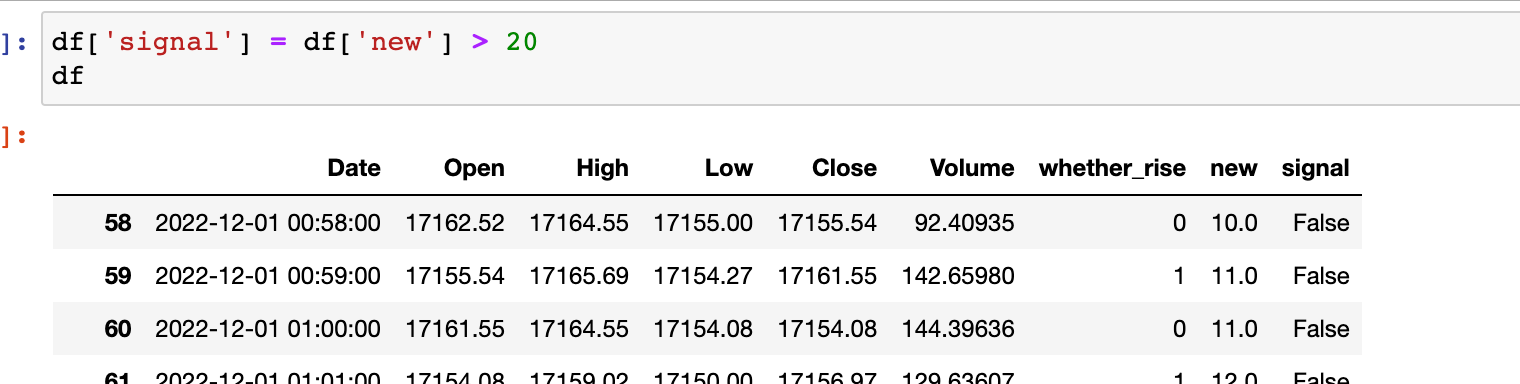 ]: df['signal'] = df['new'] > 20
df
]:
Date Open High Low Close Volume whether_rise new signal
58 2022-12-01 00:58:00 17162.52 17164.55 17155.00 17155.54 92.40935 0 10.0 False
59 2022-12-01 00:59:00 17155.54 17165.69 17154.27 17161.55 142.65980 1 11.0 False
60 2022-12-01 01:00:00 17161.55 17164.55 17154.08 17154.08 144.39636 0 11.0 False
61 2022-12-01 01:01:00 17154.08 17159.02 17150.00 17156.97 129.63607 1 12.0 False